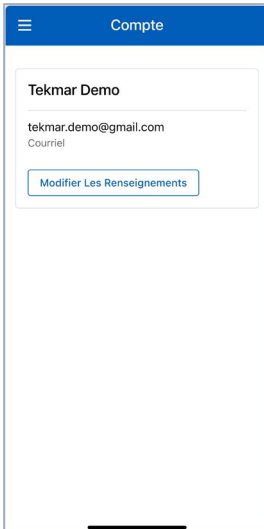 Compte
Tekmar Demo
tekmar.demo@gmail.com
Courriel
Modifier Les Renseignements